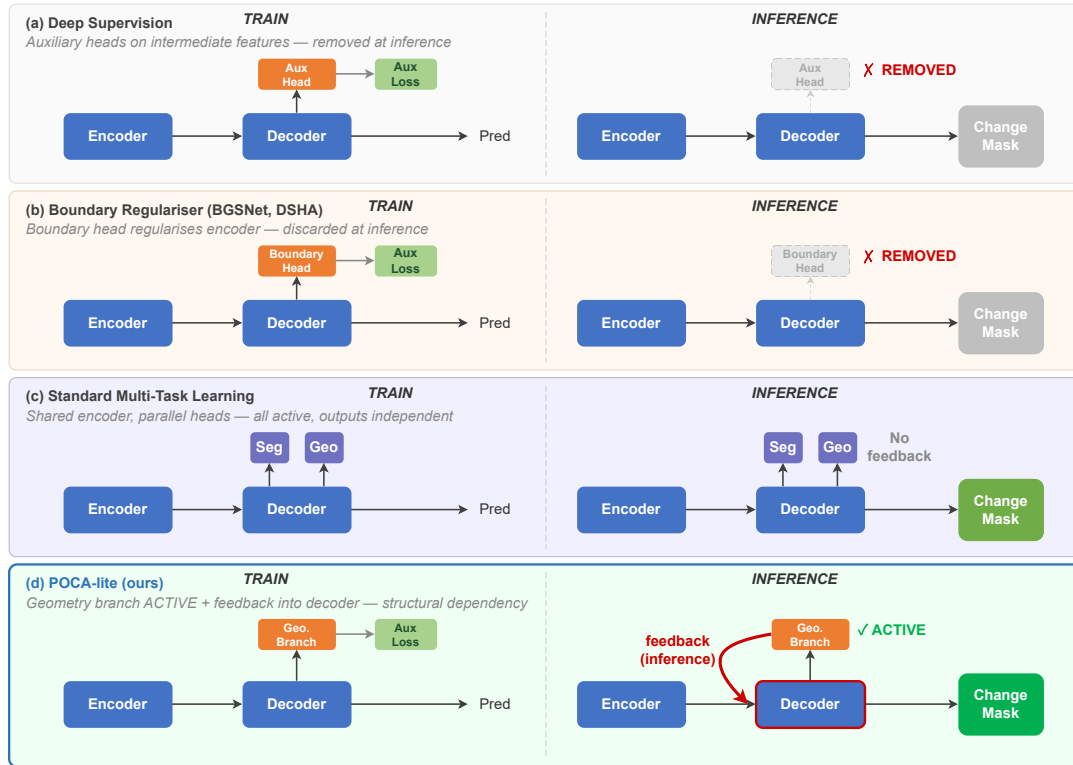 (a) Deep Supervision
TRAIN
INFERENCE
Auxiliary heads on intermediate features — removed at inference
Aux
Head
Aux
Loss
Encoder
Decoder
Pred
Aux
Head
✗ REMOVED
Encoder
Decoder
Change
Mask
(b) Boundary Regulariser (BGSNet, DSHA)
TRAIN
INFERENCE
Boundary head regularises encoder — discarded at inference
Boundary
Head
Aux
Loss
Encoder
Decoder
Pred
Boundary
Head
✗ REMOVED
Encoder
Decoder
Change
Mask
(c) Standard Multi-Task Learning
TRAIN
INFERENCE
Shared encoder, parallel heads — all active, outputs independent
Seg
Geo
Encoder
Decoder
Pred
Seg
Geo
No
feedback
Encoder
Decoder
Change
Mask
(d) POCA-lite (ours)
TRAIN
INFERENCE
Geometry branch ACTIVE + feedback into decoder — structural dependency
Geo.
Branch
Aux
Loss
Encoder
Decoder
Pred
feedback
(inference)
Geo.
Branch
✓ ACTIVE
Encoder
Decoder
Change
Mask